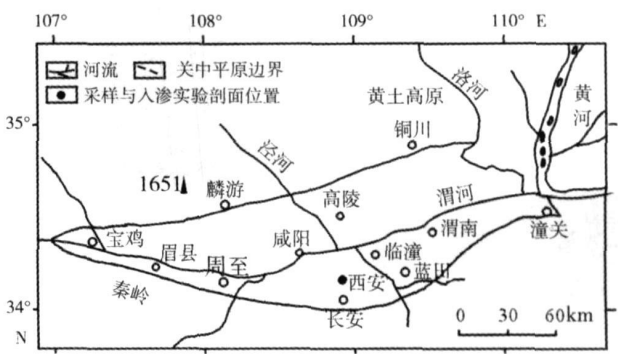 107° 108° 109° 110° E
河流 关中平原边界
采样与入渗实验剖面位置
黄土高原
洛河
黄河
35°
铜川
泾河
1651
麟游
高陵
渭河
宝鸡
咸阳
渭南
潼关
眉县
周至
临潼
蓝田
秦岭
西安
34°
长安
N
0 30 60km